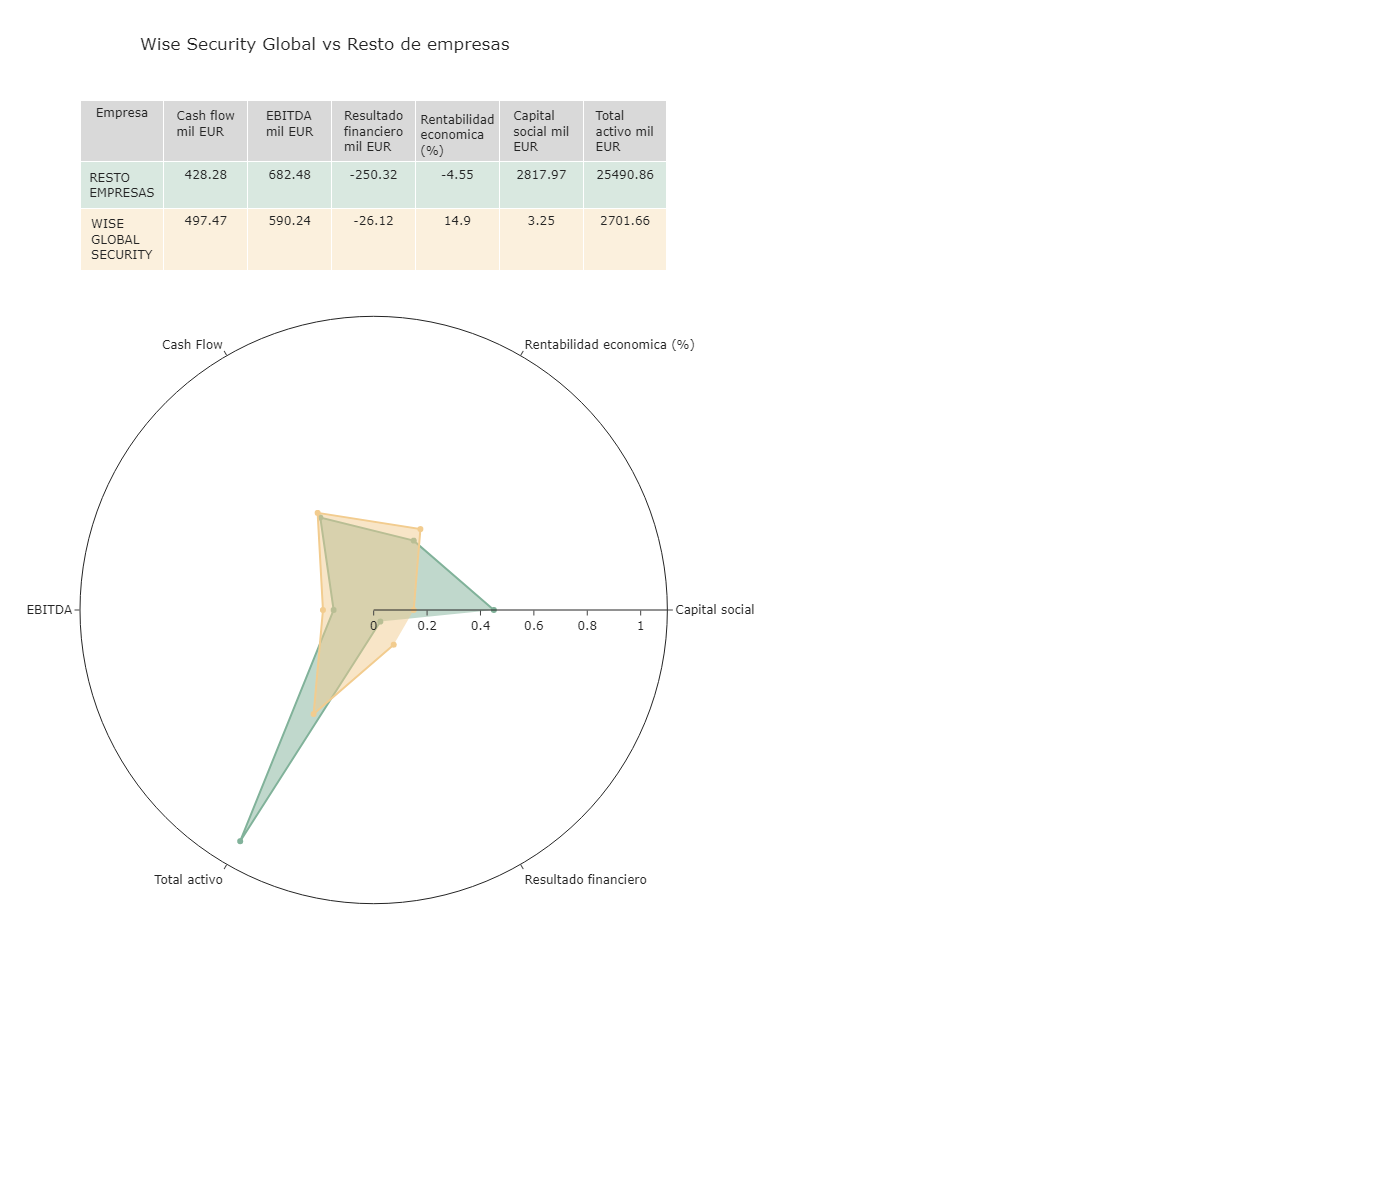 Wise Security Global vs Resto de empresas
Empresa
Cash flow
mil EUR
EBITDA
mil EUR
Resultado
financiero
mil EUR
Rentabilidad
economica
(%)
Capital
social mil
EUR
Total
activo mil
EUR
RESTO
EMPRESAS
428.28
682.48
-250.32
-4.55
2817.97
25490.86
WISE
GLOBAL
SECURITY
497.47
590.24
-26.12
14.9
3.25
2701.66
Cash Flow
Rentabilidad economica (%)
EBITDA
Capital social
0
0.2
0.4
0.6
0.8
1
Total activo
Resultado financiero